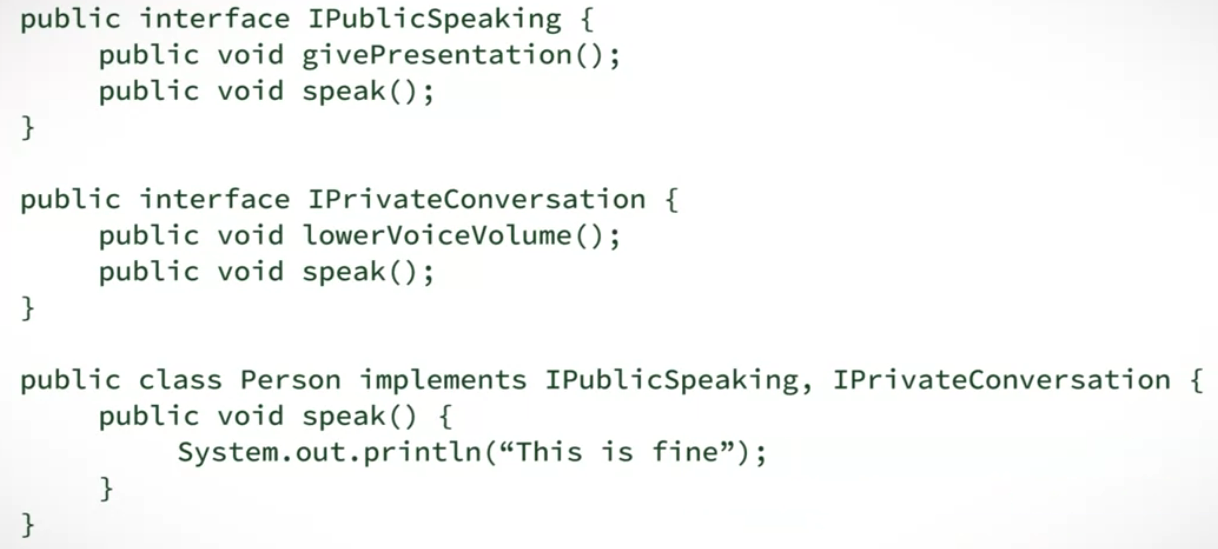 public interface IPublicSpeaking {
public void givePresentation();
public void speak();
}
public interface IPrivateConversation {
public void lowerVoiceVolume();
public void speak();
}
public class Person implements IPublicSpeaking, IPrivateConversation {
public void speak() {
System.out.println(“This is fine”);
}
}